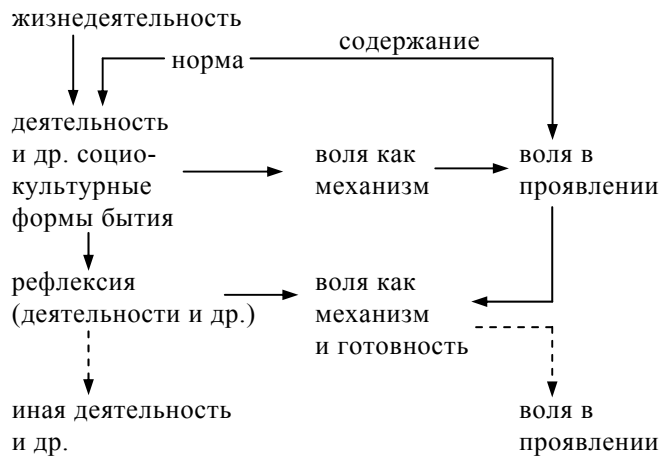 жизнедеятельность
содержание
норма
деятельность
и др. социо-
культурные
формы бытия
воля как
механизм
воля в
проявлении
рефлексия
(деятельности и др.)
воля как
механизм
и готовность
иная деятельность
и др.
воля в
проявлении